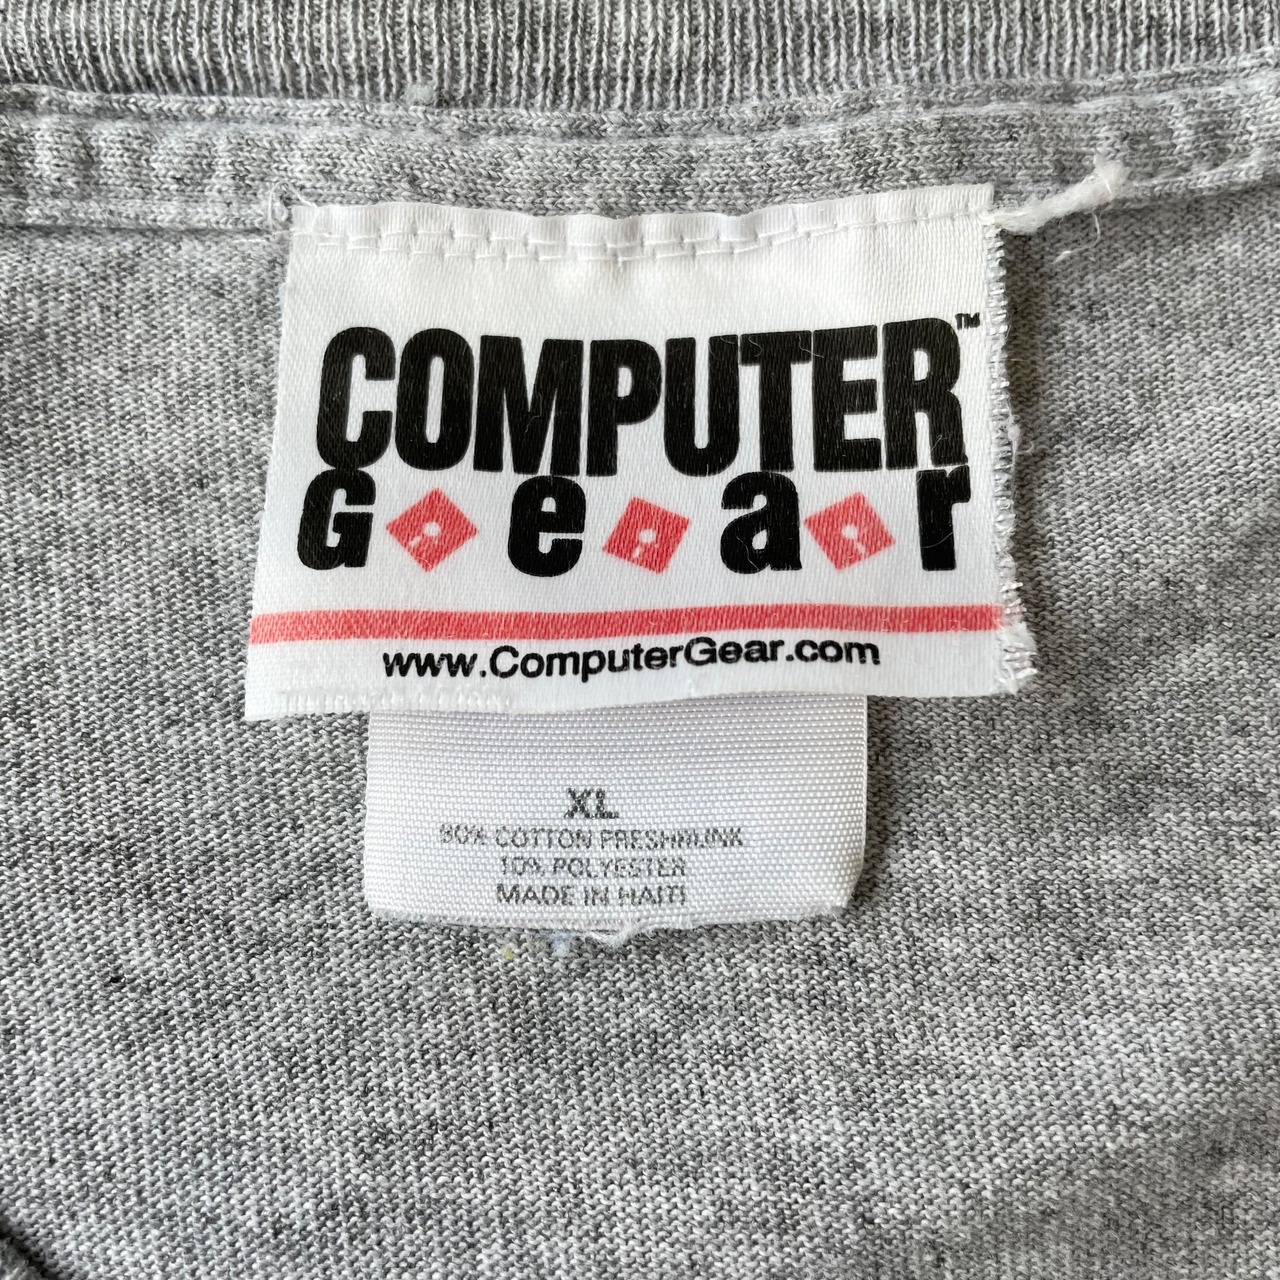 COMPUTER™
Gear
www.ComputerGear.com
XL
90% COTTON PRESHRUNK
10% POLYESTER
MADE IN HAITI